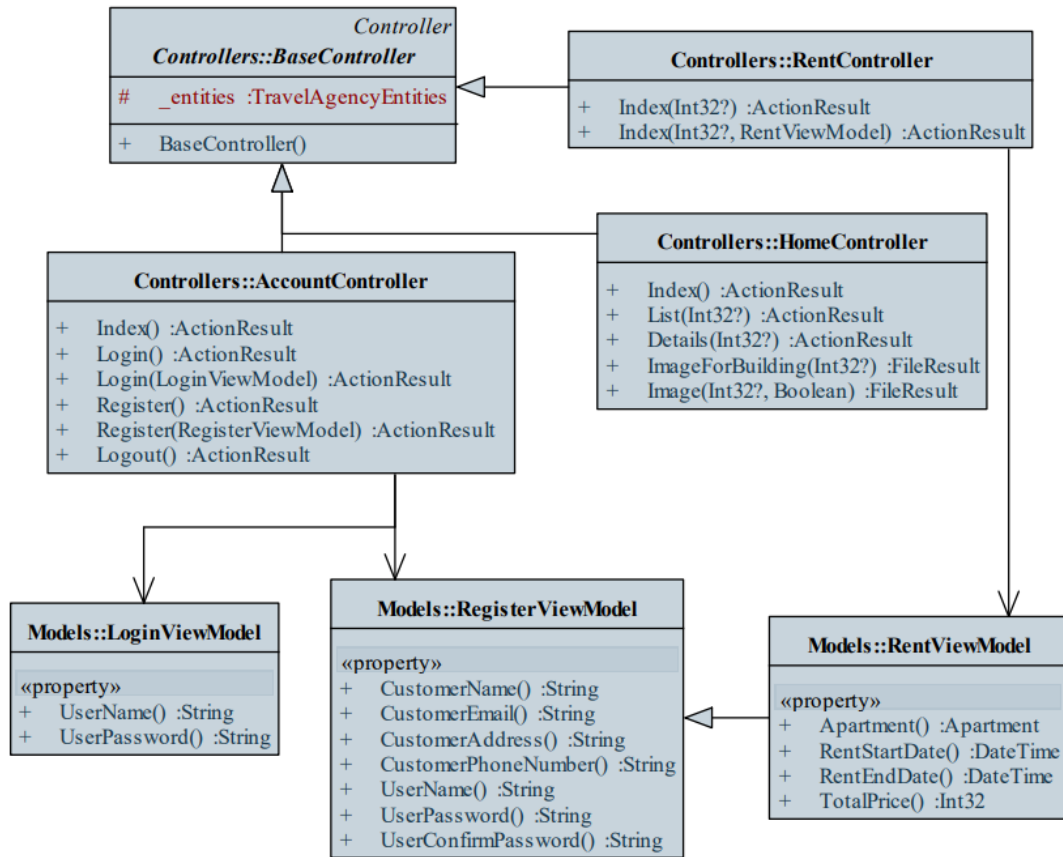 Controller
Controllers::BaseController
# _entities :TravelAgencyEntities
+ BaseController()
Controllers::RentController
+ Index(Int32?) :ActionResult
+ Index(Int32?, RentViewModel) :ActionResult
Controllers::AccountController
+ Index() :ActionResult
+ Login() :ActionResult
+ Login(LoginViewModel) :ActionResult
+ Register() :ActionResult
+ Register(RegisterViewModel) :ActionResult
+ Logout() :ActionResult
Controllers::HomeController
+ Index() :ActionResult
+ List(Int32?) :ActionResult
+ Details(Int32?) :ActionResult
+ ImageForBuilding(Int32?) :FileResult
+ Image(Int32?, Boolean) :FileResult
Models::LoginViewModel
«property»
+ UserName() :String
+ UserPassword() :String
Models::RegisterViewModel
«property»
+ CustomerName() :String
+ CustomerEmail() :String
+ CustomerAddress() :String
+ CustomerPhoneNumber() :String
+ UserName() :String
+ UserPassword() :String
+ UserConfirmPassword() :String
Models::RentViewModel
«property»
+ Apartment() :Apartment
+ RentStartDate() :DateTime
+ RentEndDate() :DateTime
+ TotalPrice() :Int32